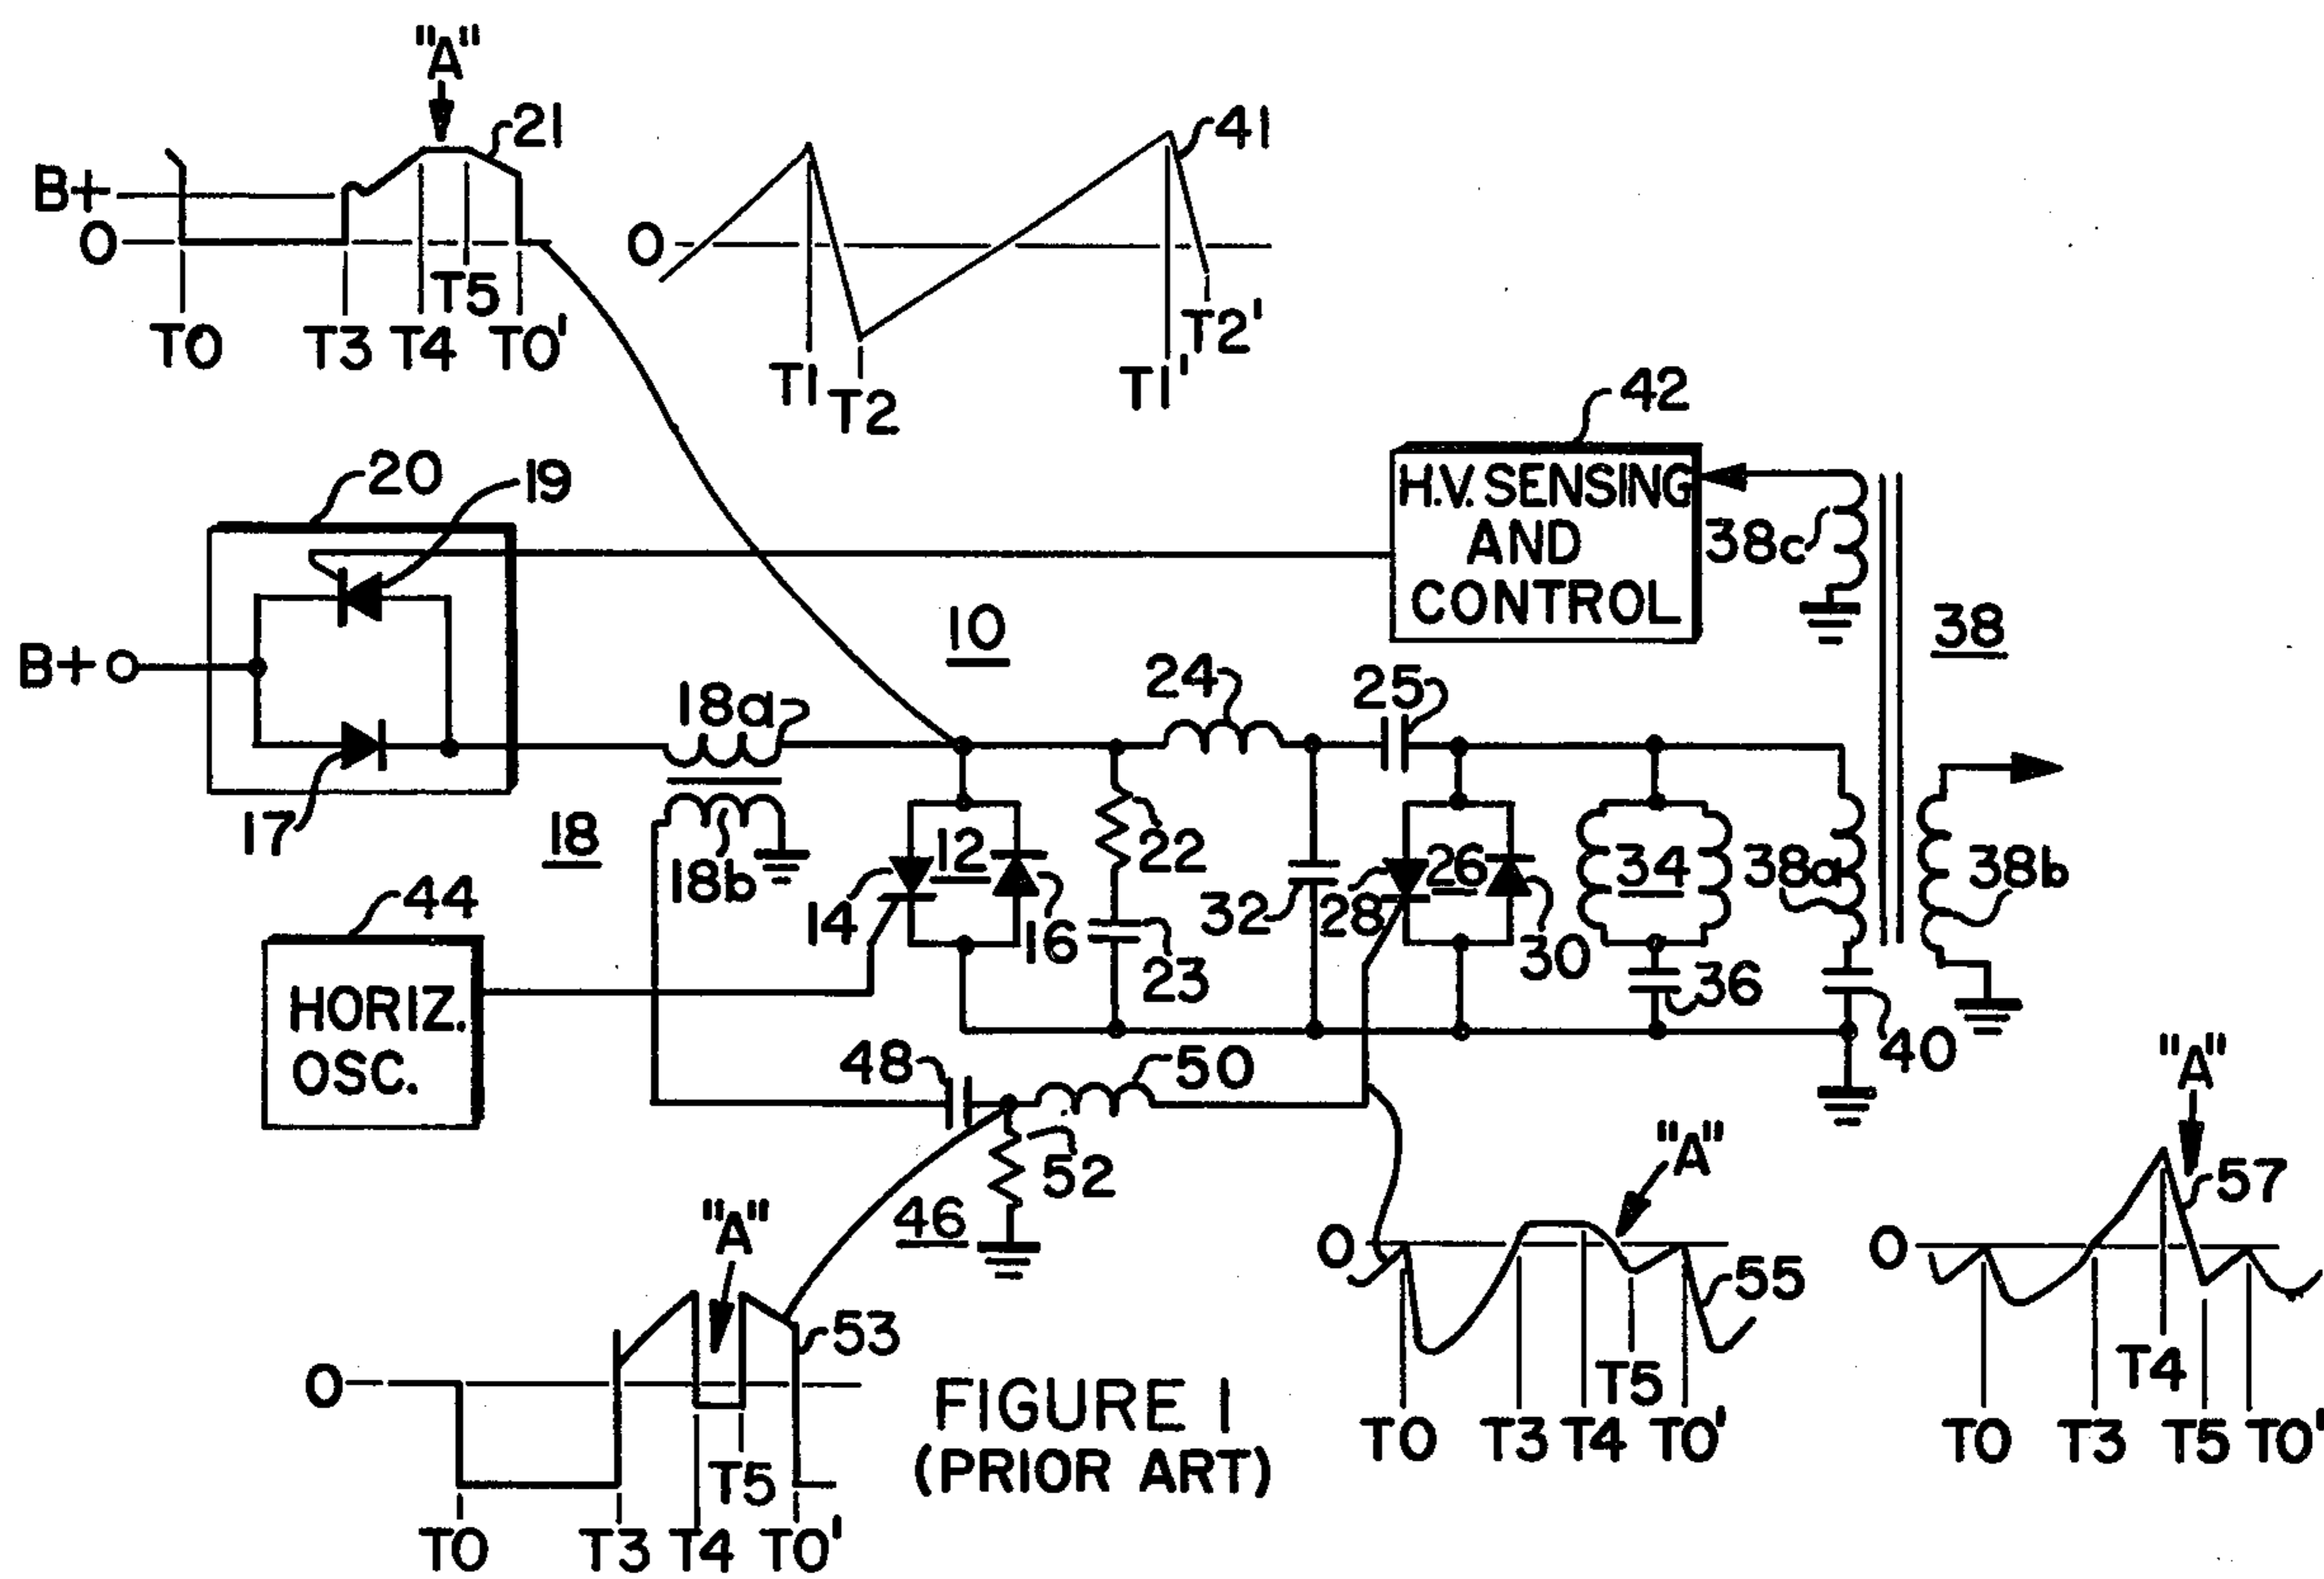 "A"
21
41
B+
0
0
T5
T0 T3 T4 T0'
T1 T2
T1' T2'
42
20 19
H.V. SENSING
AND
CONTROL
38c
10
38
B+
24
25
18a
17
18
18b
12
14
16
22
23
32
28
26
30
34
36
38a
38b
40
44
HORIZ.
OSC.
48
50
52
46
"A"
53
0
T5
T0 T3 T4 T0'
"A"
0
55
T5
T0 T3 T4 T0'
"A"
57
0
T4
T0 T3 T5 T0'
FIGURE 1
(PRIOR ART)